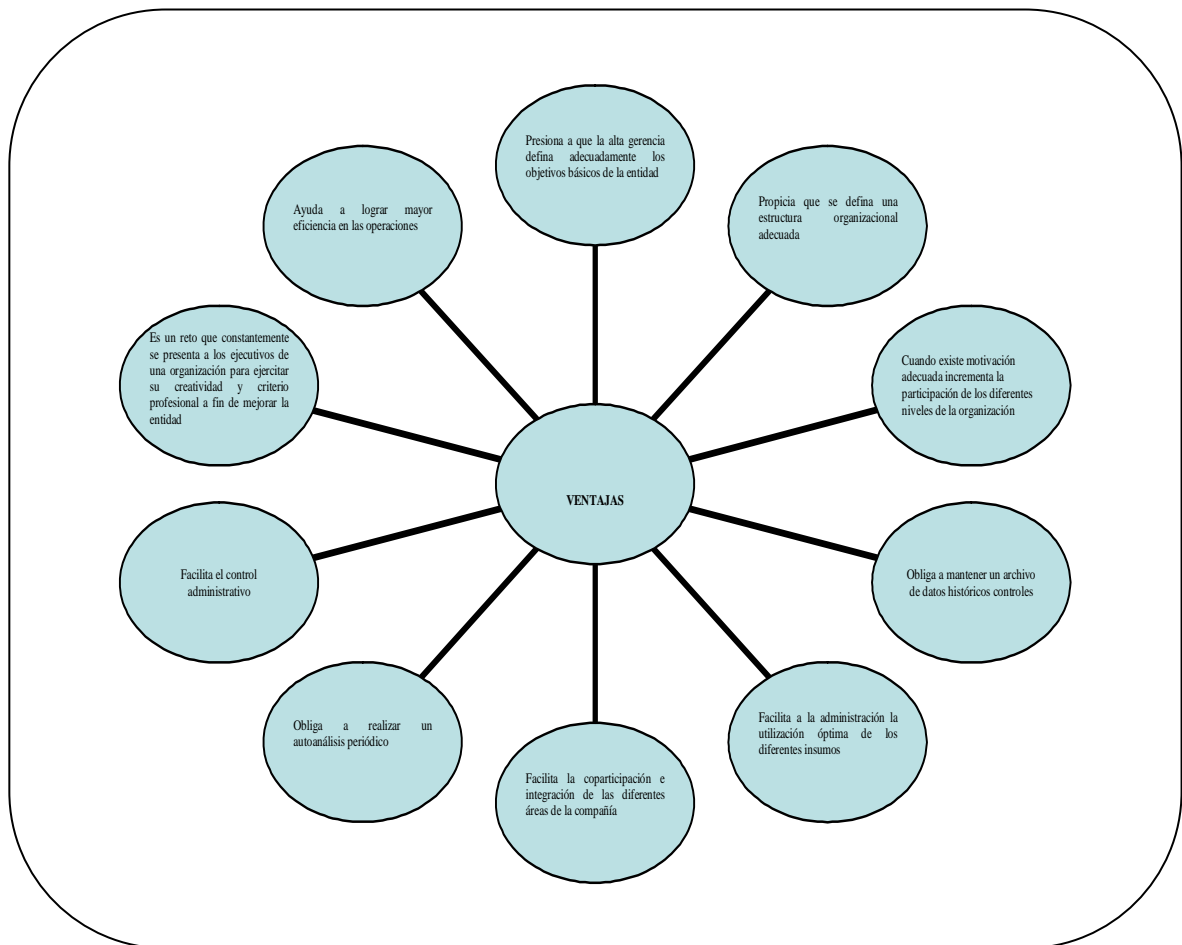 Presiona a que la alta gerencia
defina adecuadamente los
objetivos básicos de la entidad
Propicia que se defina una
estructura organizacional
adecuada
Cuando existe motivación
adecuada incrementa la
participación de los diferentes
niveles de la organización
Obliga a mantener un archivo
de datos históricos controles
Facilita a la administración la
utilización óptima de los
diferentes insumos
Facilita la coparticipación e
integración de las diferentes
áreas de la compañía
Obliga a realizar un
autoanálisis periódico
Facilita el control
administrativo
Es un reto que constantemente
se presenta a los ejecutivos de
una organización para ejercitar
su creatividad y criterio
profesional a fin de mejorar la
entidad
Ayuda a lograr mayor
eficiencia en las operaciones
VENTAJAS